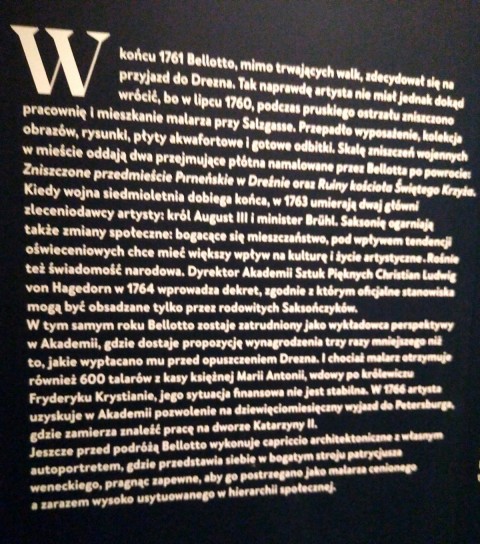 W końcu 1761 Bellotto, mimo trwających walk, zdecydował się na
przyjazd do Drezna. Tak naprawdę artysta nie miał jednak dokąd
wrócić, bo w lipcu 1760, podczas pruskiego ostrzału zniszczono
pracownię i mieszkanie malarza przy Salzgasse. Przepadło wyposażenie, kolekcja
obrazów, rysunki, płyty akwafortowe i gotowe odbitki. Skalę zniszczeń wojennych
w mieście oddają dwa przejmujące płótna namalowane przez Bellotta po powrocie:
Zniszczone przedmieście Pirneńskie w Dreźnie oraz Ruiny kościoła Świętego Krzyża.
Kiedy wojna siedmioletnia dobiega końca, w 1763 umierają dwaj główni
zleceniodawcy artysty: król August III i minister Brühl. Saksonię ogarniają
także zmiany społeczne: bogacące się mieszczaństwo, pod wpływem tendencji
oświeceniowych chce mieć większy wpływ na kulturę i życie artystyczne. Rośnie
też świadomość narodowa. Dyrektor Akademii Sztuk Pięknych Christian Ludwig
von Hagedorn w 1764 wprowadza dekret, zgodnie z którym oficjalne stanowiska
mogą być obsadzane tylko przez rodowitych Saksończyków.
W tym samym roku Bellotto zostaje zatrudniony jako wykładowca perspektywy
w Akademii, gdzie dostaje propozycję wynagrodzenia trzy razy mniejszego niż
to, jakie wypłacano mu przed opuszczeniem Drezna. I chociaż malarz otrzymuje
również 600 talarów z kasy księżnej Marii Antonii, wdowy po królewiczu
Fryderyku Krystianie, jego sytuacja finansowa nie jest stabilna. W 1766 artysta
uzyskuje w Akademii pozwolenie na dziewięciomiesięczny wyjazd do Petersburga,
gdzie zamierza znaleźć pracę na dworze Katarzyny II.
Jeszcze przed podróżą Bellotto wykonuje capriccio architektoniczne z własnym
autoportretem, gdzie przedstawia siebie w bogatym stroju patrycjusza
weneckiego, pragnąc zapewne, aby go postrzegano jako malarza cenionego
a zarazem wysoko usytuowanego w hierarchii społecznej.